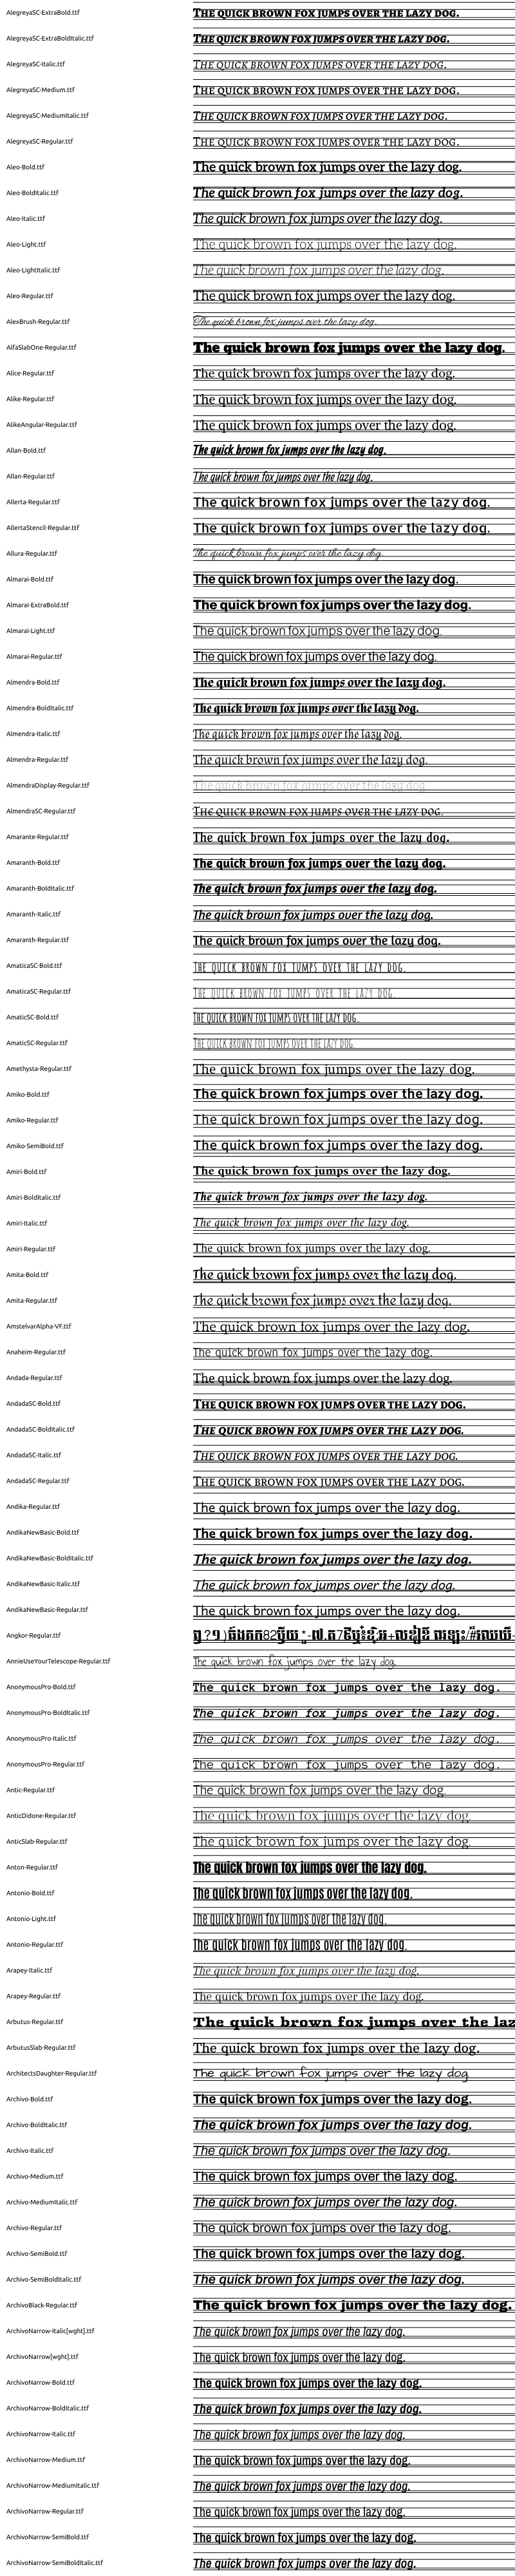 AlegreyaSC-ExtraBold.ttf The quick brown fox jumps over the lazy dog.
AlegreyaSC-ExtraBoldItalic.ttf The quick brown fox jumps over the lazy dog.
AlegreyaSC-Italic.ttf The quick brown fox jumps over the lazy dog.
AlegreyaSC-Medium.ttf The quick brown fox jumps over the lazy dog.
AlegreyaSC-MediumItalic.ttf The quick brown fox jumps over the lazy dog.
AlegreyaSC-Regular.ttf The quick brown fox jumps over the lazy dog.
Aleo-Bold.ttf The quick brown fox jumps over the lazy dog.
Aleo-BoldItalic.ttf The quick brown fox jumps over the lazy dog.
Aleo-Italic.ttf The quick brown fox jumps over the lazy dog.
Aleo-Light.ttf The quick brown fox jumps over the lazy dog.
Aleo-LightItalic.ttf The quick brown fox jumps over the lazy dog.
Aleo-Regular.ttf The quick brown fox jumps over the lazy dog.
AlexBrush-Regular.ttf The quick brown fox jumps over the lazy dog.
AlfaSlabOne-Regular.ttf The quick brown fox jumps over the lazy dog.
Alice-Regular.ttf The quick brown fox jumps over the lazy dog.
Alike-Regular.ttf The quick brown fox jumps over the lazy dog.
AlikeAngular-Regular.ttf The quick brown fox jumps over the lazy dog.
Allan-Bold.ttf The quick brown fox jumps over the lazy dog.
Allan-Regular.ttf The quick brown fox jumps over the lazy dog.
Allerta-Regular.ttf The quick brown fox jumps over the lazy dog.
AllertaStencil-Regular.ttf The quick brown fox jumps over the lazy dog.
Allura-Regular.ttf The quick brown fox jumps over the lazy dog.
Almarai-Bold.ttf The quick brown fox jumps over the lazy dog.
Almarai-ExtraBold.ttf The quick brown fox jumps over the lazy dog.
Almarai-Light.ttf The quick brown fox jumps over the lazy dog.
Almarai-Regular.ttf The quick brown fox jumps over the lazy dog.
Almendra-Bold.ttf The quick brown fox jumps over the lazy dog.
Almendra-BoldItalic.ttf The quick brown fox jumps over the lazy dog.
Almendra-Italic.ttf The quick brown fox jumps over the lazy dog.
Almendra-Regular.ttf The quick brown fox jumps over the lazy dog.
AlmendraDisplay-Regular.ttf The quick brown fox jumps over the lazy dog.
AlmendraSC-Regular.ttf The quick brown fox jumps over the lazy dog.
Amarante-Regular.ttf The quick brown fox jumps over the lazy dog.
Amaranth-Bold.ttf The quick brown fox jumps over the lazy dog.
Amaranth-BoldItalic.ttf The quick brown fox jumps over the lazy dog.
Amaranth-Italic.ttf The quick brown fox jumps over the lazy dog.
Amaranth-Regular.ttf The quick brown fox jumps over the lazy dog.
AmaticaSC-Bold.ttf The quick brown fox jumps over the lazy dog.
AmaticaSC-Regular.ttf The quick brown fox jumps over the lazy dog.
AmaticSC-Bold.ttf The quick brown fox jumps over the lazy dog.
AmaticSC-Regular.ttf The quick brown fox jumps over the lazy dog.
Amethysta-Regular.ttf The quick brown fox jumps over the lazy dog.
Amiko-Bold.ttf The quick brown fox jumps over the lazy dog.
Amiko-Regular.ttf The quick brown fox jumps over the lazy dog.
Amiko-SemiBold.ttf The quick brown fox jumps over the lazy dog.
Amiri-Bold.ttf The quick brown fox jumps over the lazy dog.
Amiri-BoldItalic.ttf The quick brown fox jumps over the lazy dog.
Amiri-Italic.ttf The quick brown fox jumps over the lazy dog.
Amiri-Regular.ttf The quick brown fox jumps over the lazy dog.
Amita-Bold.ttf The quick brown fox jumps over the lazy dog.
Amita-Regular.ttf The quick brown fox jumps over the lazy dog.
AmstelvarAlpha-VF.ttf The quick brown fox jumps over the lazy dog.
Anaheim-Regular.ttf The quick brown fox jumps over the lazy dog.
Andada-Regular.ttf The quick brown fox jumps over the lazy dog.
AndadaSC-Bold.ttf The quick brown fox jumps over the lazy dog.
AndadaSC-BoldItalic.ttf The quick brown fox jumps over the lazy dog.
AndadaSC-Italic.ttf The quick brown fox jumps over the lazy dog.
AndadaSC-Regular.ttf The quick brown fox jumps over the lazy dog.
Andika-Regular.ttf The quick brown fox jumps over the lazy dog.
AndikaNewBasic-Bold.ttf The quick brown fox jumps over the lazy dog.
AndikaNewBasic-BoldItalic.ttf The quick brown fox jumps over the lazy dog.
AndikaNewBasic-Italic.ttf The quick brown fox jumps over the lazy dog.
AndikaNewBasic-Regular.ttf The quick brown fox jumps over the lazy dog.
Angkor-Regular.ttf
AnnieUseYourTelescope-Regular.ttf The quick brown fox jumps over the lazy dog.
AnonymousPro-Bold.ttf The quick brown fox jumps over the lazy dog.
AnonymousPro-BoldItalic.ttf The quick brown fox jumps over the lazy dog.
AnonymousPro-Italic.ttf The quick brown fox jumps over the lazy dog.
AnonymousPro-Regular.ttf The quick brown fox jumps over the lazy dog.
Antic-Regular.ttf The quick brown fox jumps over the lazy dog.
AnticDidone-Regular.ttf The quick brown fox jumps over the lazy dog.
AnticSlab-Regular.ttf The quick brown fox jumps over the lazy dog.
Anton-Regular.ttf The quick brown fox jumps over the lazy dog.
Antonio-Bold.ttf The quick brown fox jumps over the lazy dog.
Antonio-Light.ttf The quick brown fox jumps over the lazy dog.
Antonio-Regular.ttf The quick brown fox jumps over the lazy dog.
Arapey-Italic.ttf The quick brown fox jumps over the lazy dog.
Arapey-Regular.ttf The quick brown fox jumps over the lazy dog.
Arbutus-Regular.ttf The quick brown fox jumps over the laz
ArbutusSlab-Regular.ttf The quick brown fox jumps over the lazy dog.
ArchitectsDaughter-Regular.ttf The quick brown fox jumps over the lazy dog.
Archivo-Bold.ttf The quick brown fox jumps over the lazy dog.
Archivo-BoldItalic.ttf The quick brown fox jumps over the lazy dog.
Archivo-Italic.ttf The quick brown fox jumps over the lazy dog.
Archivo-Medium.ttf The quick brown fox jumps over the lazy dog.
Archivo-MediumItalic.ttf The quick brown fox jumps over the lazy dog.
Archivo-Regular.ttf The quick brown fox jumps over the lazy dog.
Archivo-SemiBold.ttf The quick brown fox jumps over the lazy dog.
Archivo-SemiBoldItalic.ttf The quick brown fox jumps over the lazy dog.
ArchivoBlack-Regular.ttf The quick brown fox jumps over the lazy dog.
ArchivoNarrow-Italic[wght].ttf The quick brown fox jumps over the lazy dog.
ArchivoNarrow[wght].ttf The quick brown fox jumps over the lazy dog.
ArchivoNarrow-Bold.ttf The quick brown fox jumps over the lazy dog.
ArchivoNarrow-BoldItalic.ttf The quick brown fox jumps over the lazy dog.
ArchivoNarrow-Italic.ttf The quick brown fox jumps over the lazy dog.
ArchivoNarrow-Medium.ttf The quick brown fox jumps over the lazy dog.
ArchivoNarrow-MediumItalic.ttf The quick brown fox jumps over the lazy dog.
ArchivoNarrow-Regular.ttf The quick brown fox jumps over the lazy dog.
ArchivoNarrow-SemiBold.ttf The quick brown fox jumps over the lazy dog.
ArchivoNarrow-SemiBoldItalic.ttf The quick brown fox jumps over the lazy dog.